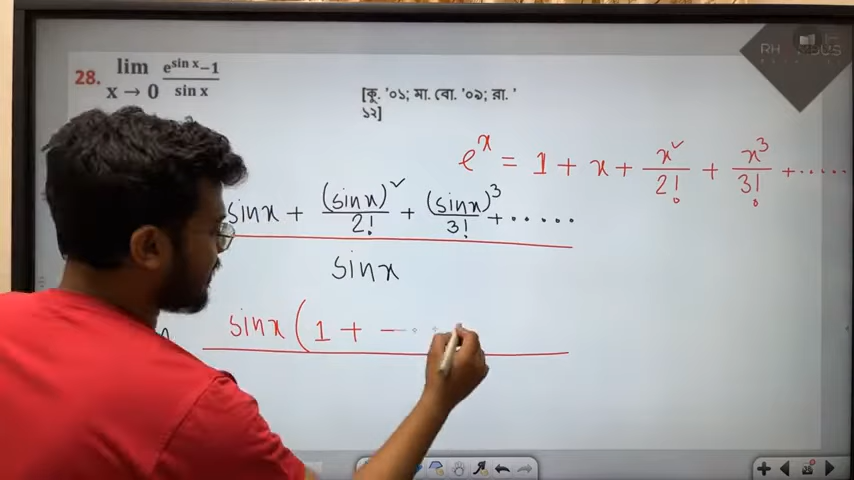 28. lim x → 0 e^{sin x}−1 / sin x
[কু. '০১; মা. বো. '০৯; রা. '
১২]
e^x = 1 + x + x²/2! + x³/3! + .....
sinx + (sinx)²/2! + (sinx)³/3! + ......
sinx
sinx (1 + –